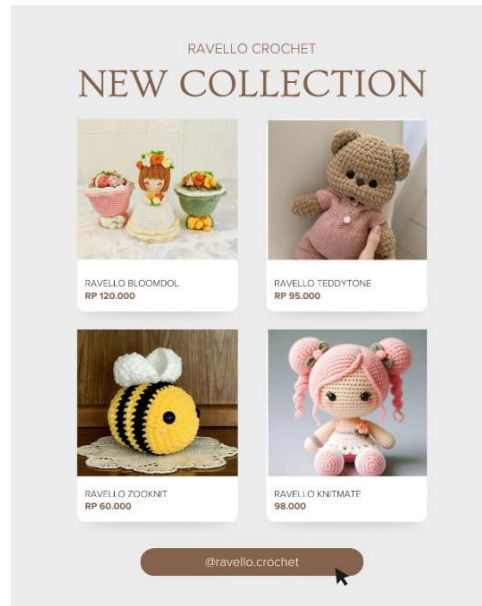 RAVELLO CROCHET
NEW COLLECTION
RAVELLO BLOOMDOL
RP 120.000
RAVELLO TEDDYTONE
RP 95.000
RAVELLO ZOOKNIT
RP 60.000
RAVELLO KNITMATE
98.000
@ravello.crochet